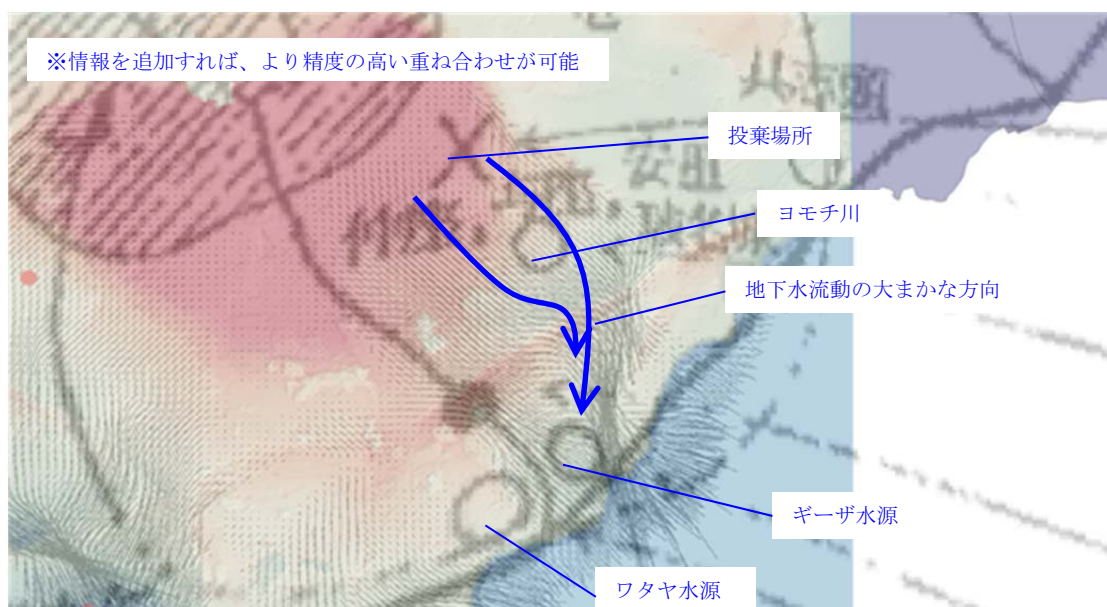 ※情報を追加すれば、より精度の高い重ね合わせが可能
投棄場所
ヨモチ川
地下水流動の大まかな方向
ギーザ水源
ワタヤ水源